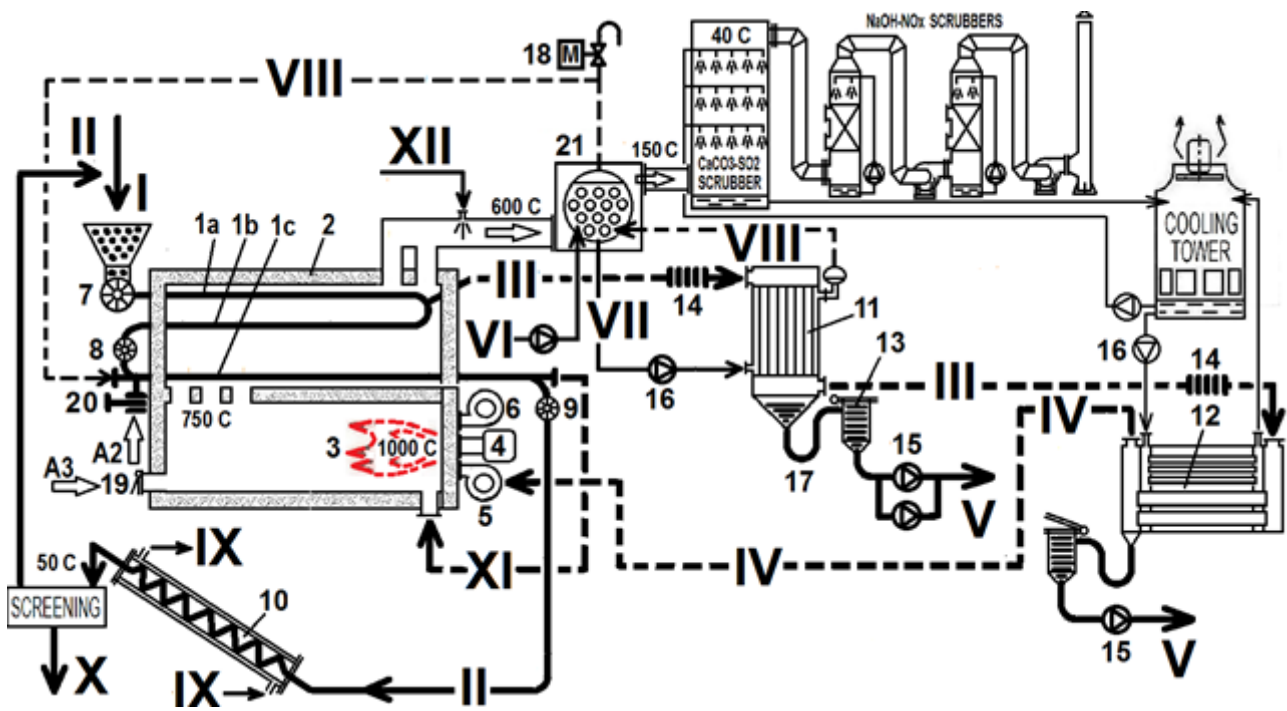 NaOH-NOx SCRUBBERS
18 M
40 C
VIII
II
XII
21
150 C
CaCO3-SO2
SCRUBBER
I
600 C
1a 1b 1c 2
COOLING
TOWER
VIII
7
III
14
11
VI
VII
8
13
16
16
III
14
20
750 C
6
9
IV
12
3
1000 C
4
A2
A3
19
5
17
15
V
IV
50 C
IX
XI
SCREENING
10
15
V
X
IX
II